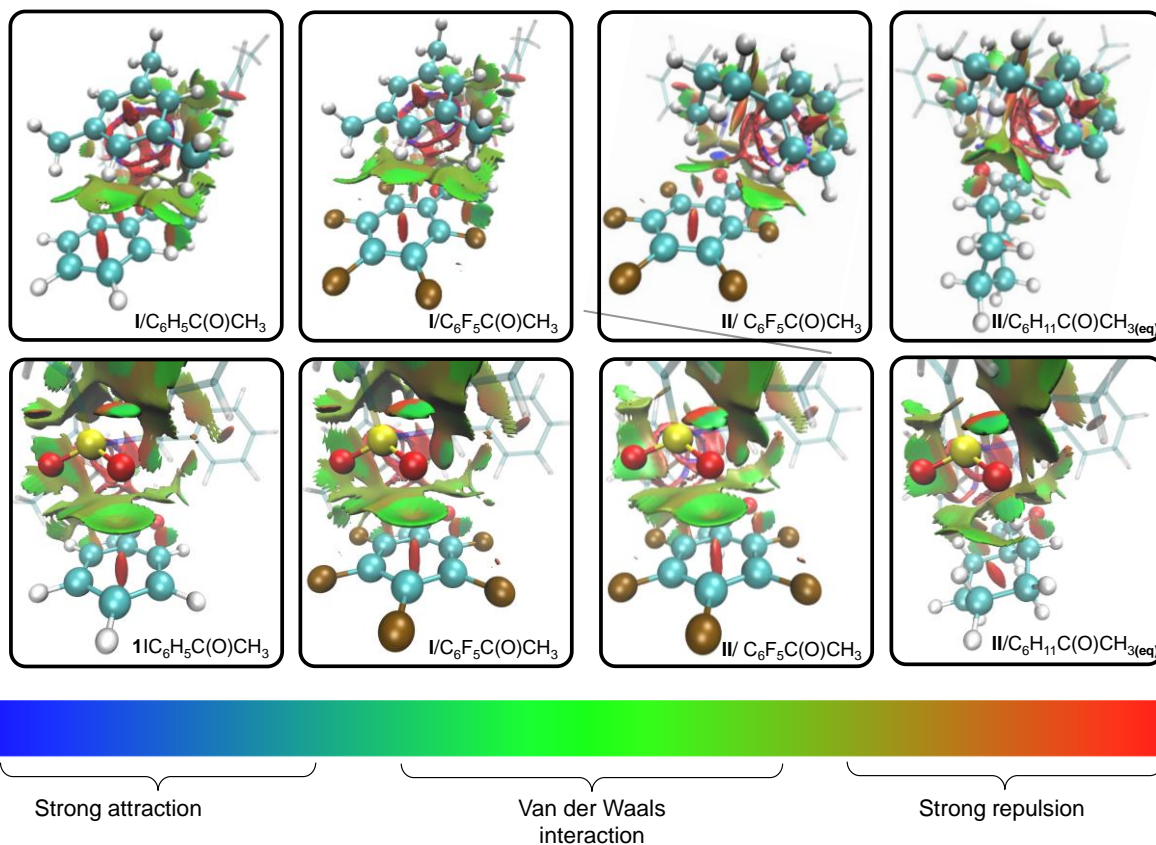 I/C₆H₅C(O)CH₃
I/C₆F₅C(O)CH₃
II/ C₆F₅C(O)CH₃
II/C₆H₁₁C(O)CH₃(eq)
1IC₆H₅C(O)CH₃
I/C₆F₅C(O)CH₃
II/ C₆F₅C(O)CH₃
II/C₆H₁₁C(O)CH₃(eq)
Strong attraction
Van der Waals
interaction
Strong repulsion